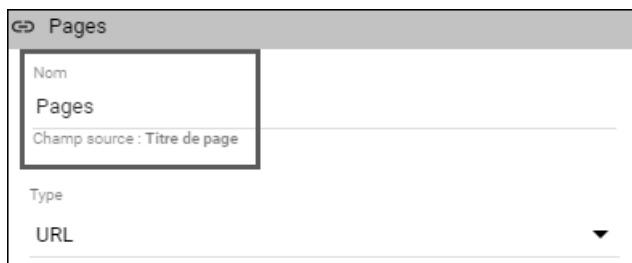 Pages
Nom
Pages
Champ source : Titre de page
Type
URL